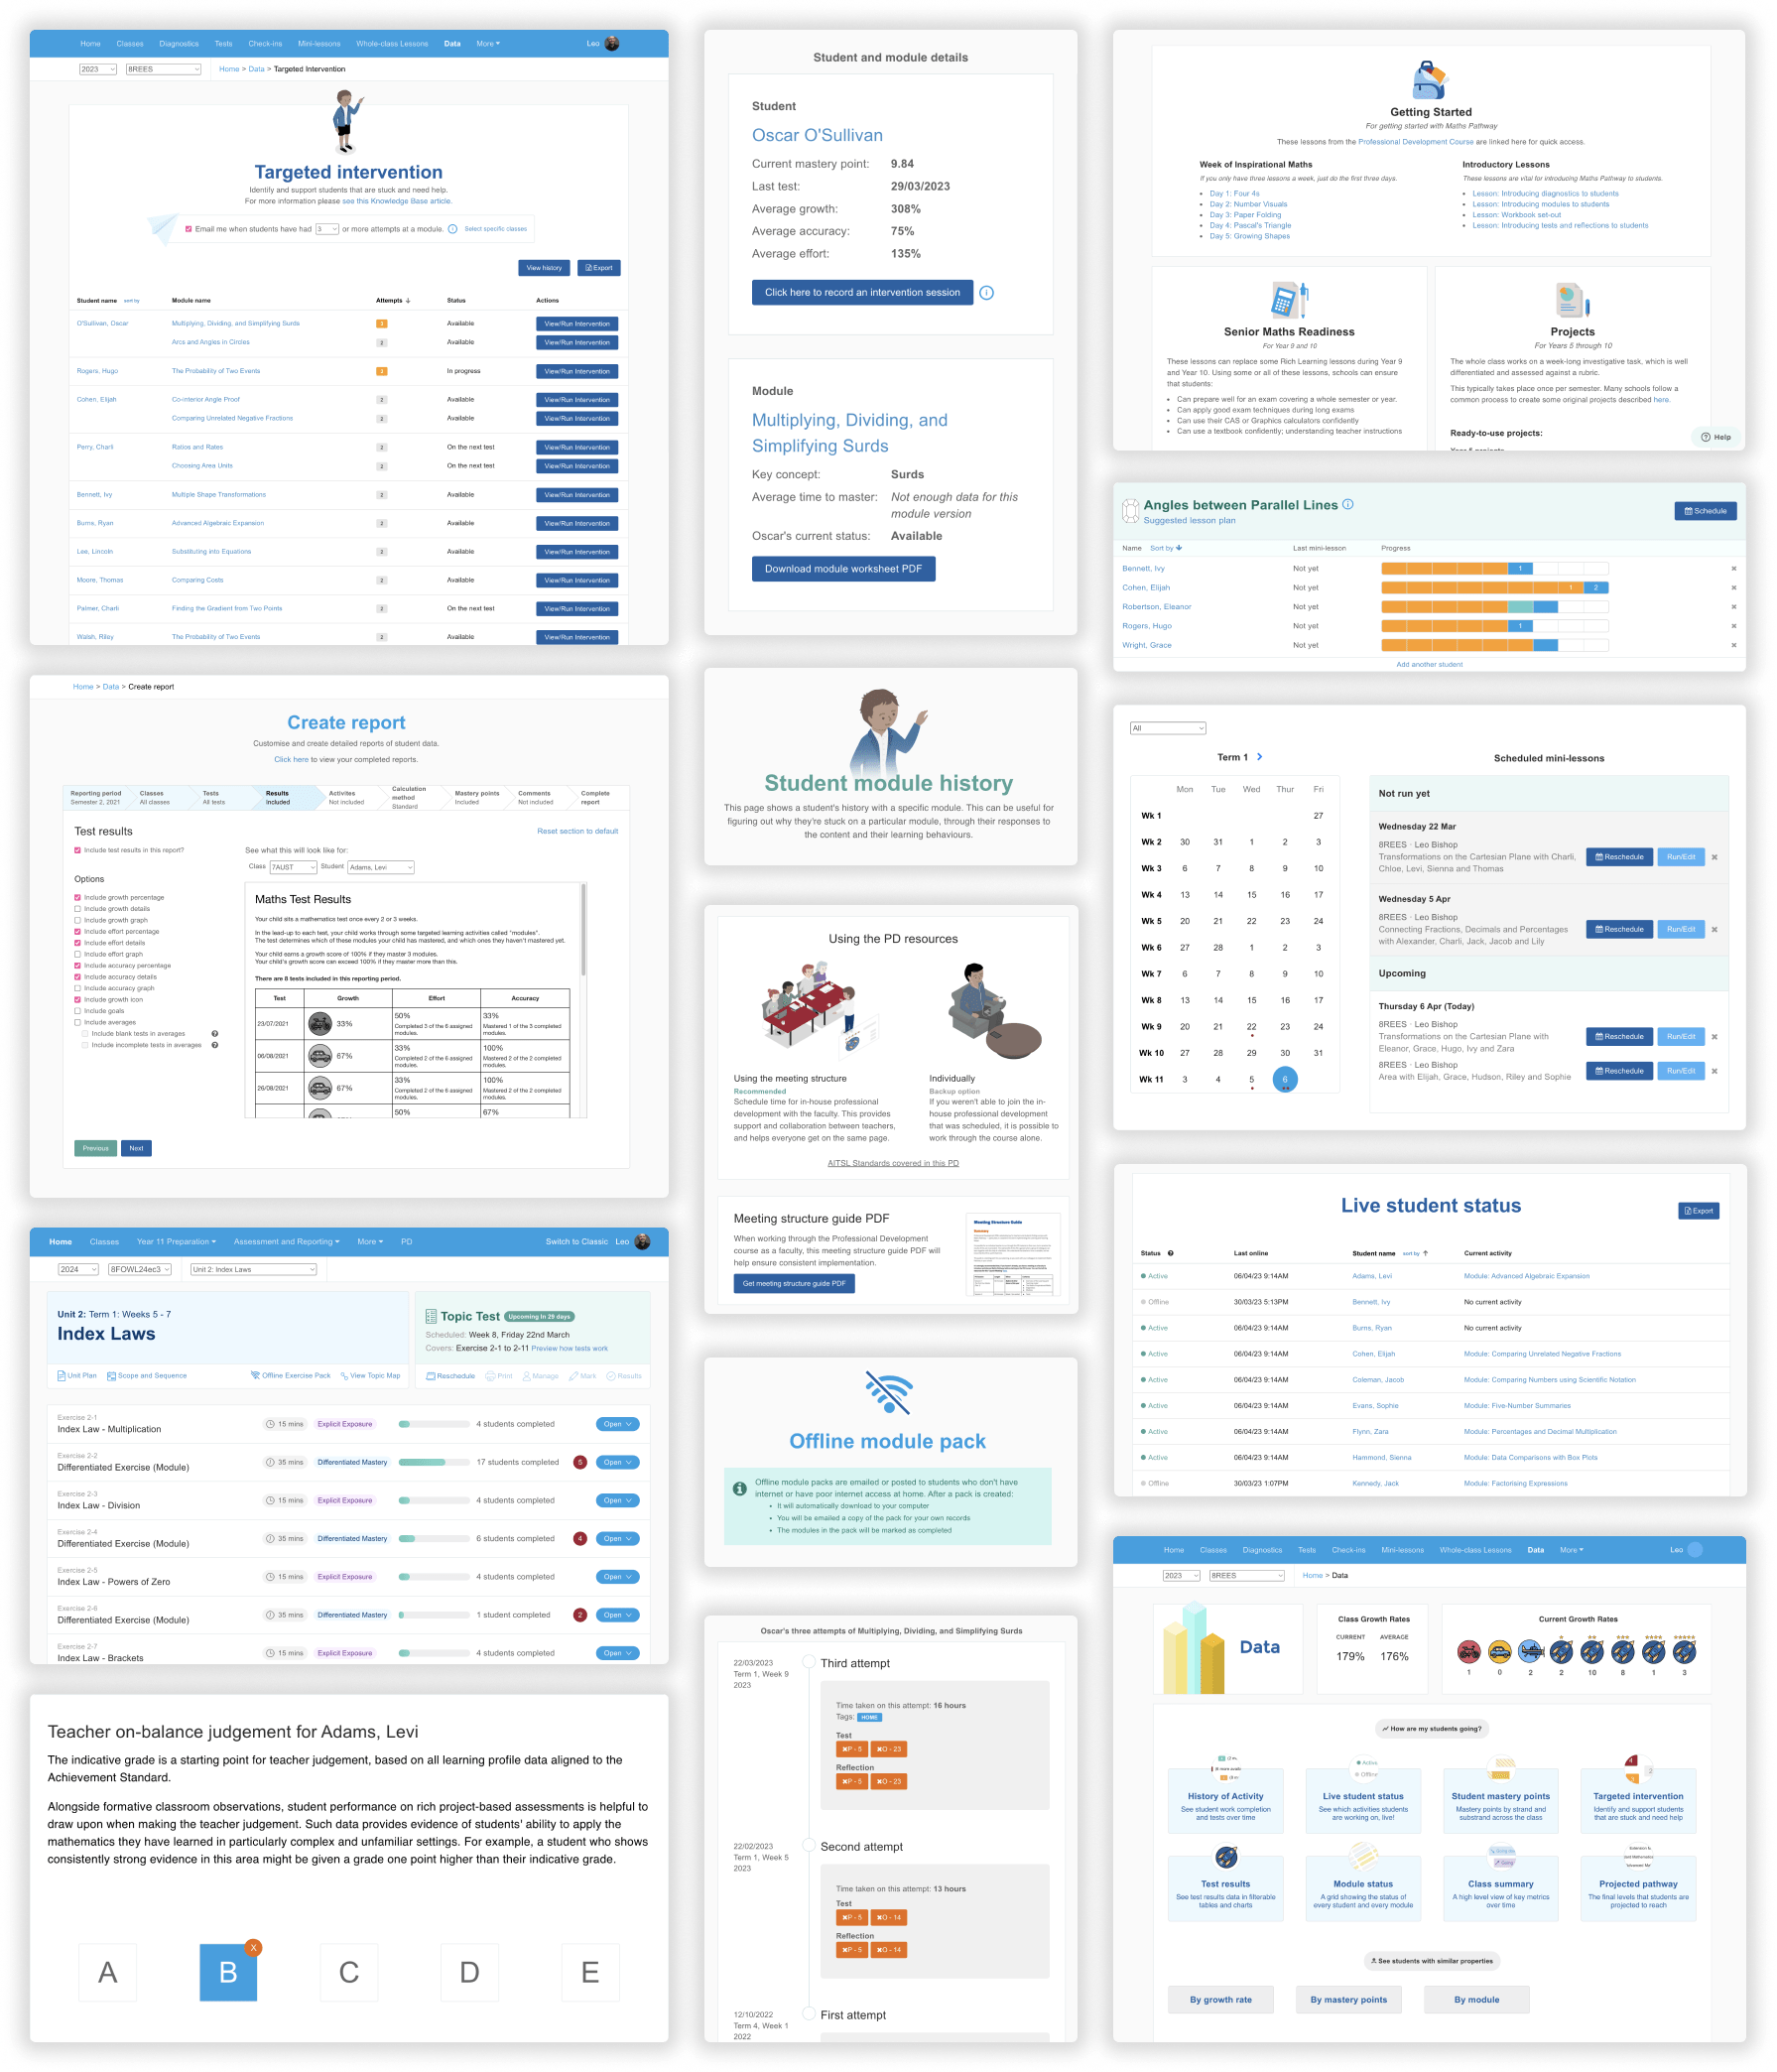 Home Classes Diagnostics Tests Check-ins Mini-lessons Whole-class Lessons Data More Leo
2023 8REES Home > Data > Targeted Intervention
Targeted intervention
Identify and support students that are stuck and need help.
For more information please see this Knowledge Base article.
Email me when students have had 3 or more attempts at a module. Select specific classes
View history Export
Student name sort by Module name Attempts Status Actions
O'Sullivan, Oscar Multiplying, Dividing, and Simplifying Surds 3 Available View/Run Intervention
Arcs and Angles in Circles 2 Available View/Run Intervention
Rogers, Hugo The Probability of Two Events 3 In progress View/Run Intervention
Cohen, Elijah Co-interior Angle Proof 2 Available View/Run Intervention
Comparing Unrelated Negative Fractions 2 Available View/Run Intervention
Perry, Charli Ratios and Rates 2 On the next test View/Run Intervention
Choosing Area Units 2 On the next test View/Run Intervention
Bennett, Ivy Multiple Shape Transformations 2 Available View/Run Intervention
Burns, Ryan Advanced Algebraic Expansion 2 Available View/Run Intervention
Lee, Lincoln Substituting into Equations 2 Available View/Run Intervention
Moore, Thomas Comparing Costs 2 Available View/Run Intervention
Palmer, Charli Finding the Gradient from Two Points 2 On the next test View/Run Intervention
Walsh, Riley The Probability of Two Events 2 Available View/Run Intervention
Home > Data > Create report
Create report
Customise and create detailed reports of student data.
Click here to view your completed reports.
Reporting period Classes Tests Results Activites Calculation method Mastery points Comments Complete report
Semester 2, 2021 All classes All tests Included Not included Standard Included Not included
Test results Reset section to default
Include test results in this report? See what this will look like for:
Class 7AUST Student Adams, Levi
Options
Include growth percentage
Include growth details
Include growth graph
Include effort percentage
Include effort details
Include effort graph
Include accuracy percentage
Include accuracy details
Include accuracy graph
Include growth icon
Include goals
Include averages
Include blank tests in averages
Include incomplete tests in averages
Maths Test Results
Your child sits a mathematics test once every 2 or 3 weeks.
In the lead-up to each test, your child works through some targeted learning activities called "modules".
The test determines which of these modules your child has mastered, and which ones they haven't mastered yet.
Your child earns a growth score of 100% if they master 3 modules.
Your child's growth score can exceed 100% if they master more than this.
There are 8 tests included in this reporting period.
Test Growth Effort Accuracy
23/07/2021 33% 50% Completed 3 of the 6 assigned modules. 33% Mastered 1 of the 3 completed modules.
06/08/2021 67% 33% Completed 2 of the 6 assigned modules. 100% Mastered 2 of the 2 completed modules.
26/08/2021 67% 33% Completed 2 of the 6 assigned modules. 100% Mastered 2 of the 2 completed modules.
50% 67%
Previous Next
Home Classes Year 11 Preparation Assessment and Reporting More PD Switch to Classic Leo
2024 8FOWL24ec3 Unit 2: Index Laws
Unit 2: Term 1: Weeks 5 - 7
Index Laws
Unit Plan Scope and Sequence Offline Exercise Pack View Topic Map
Topic Test Upcoming in 29 days
Scheduled: Week 8, Friday 22nd March
Covers: Exercise 2-1 to 2-11 Preview how tests work
Reschedule Print Manage Mark Results
Exercise 2-1
Index Law - Multiplication 15 mins Explicit Exposure 4 students completed Open
Exercise 2-2
Differentiated Exercise (Module) 35 mins Differentiated Mastery 17 students completed 5 Open
Exercise 2-3
Index Law - Division 15 mins Explicit Exposure 4 students completed Open
Exercise 2-4
Differentiated Exercise (Module) 35 mins Differentiated Mastery 6 students completed 4 Open
Exercise 2-5
Index Law - Powers of Zero 15 mins Explicit Exposure 4 students completed Open
Exercise 2-6
Differentiated Exercise (Module) 35 mins Differentiated Mastery 1 student completed 2 Open
Exercise 2-7
Index Law - Brackets 15 mins Explicit Exposure 4 students completed Open
Teacher on-balance judgement for Adams, Levi
The indicative grade is a starting point for teacher judgement, based on all learning profile data aligned to the
Achievement Standard.
Alongside formative classroom observations, student performance on rich project-based assessments is helpful to
draw upon when making the teacher judgement. Such data provides evidence of students' ability to apply the
mathematics they have learned in particularly complex and unfamiliar settings. For example, a student who shows
consistently strong evidence in this area might be given a grade one point higher than their indicative grade.
A B X C D E
Student and module details
Student
Oscar O'Sullivan
Current mastery point: 9.84
Last test: 29/03/2023
Average growth: 308%
Average accuracy: 75%
Average effort: 135%
Click here to record an intervention session
Module
Multiplying, Dividing, and
Simplifying Surds
Key concept: Surds
Average time to master: Not enough data for this
module version
Oscar's current status: Available
Download module worksheet PDF
Student module history
This page shows a student's history with a specific module. This can be useful for
figuring out why they're stuck on a particular module, through their responses to
the content and their learning behaviours.
Using the PD resources
Using the meeting structure
Recommended
Schedule time for in-house professional
development with the faculty. This provides
support and collaboration between teachers,
and helps everyone get on the same page.
Individually
Backup option
If you weren't able to join the in-
house professional development
that was scheduled, it is possible to
work through the course alone.
AITSL Standards covered in this PD
Meeting structure guide PDF
When working through the Professional Development
course as a faculty, this meeting structure guide PDF will
help ensure consistent implementation.
Get meeting structure guide PDF
Meeting Structure Guide
Offline module pack
Offline module packs are emailed or posted to students who don't have
internet or have poor internet access at home. After a pack is created:
It will automatically download to your computer
You will be emailed a copy of the pack for your own records
The modules in the pack will be marked as completed
Oscar's three attempts of Multiplying, Dividing, and Simplifying Surds
22/03/2023
Term 1, Week 9
2023
Third attempt
Time taken on this attempt: 16 hours
Tags: HOME
Test
P - 5 O - 23
Reflection
P - 5 O - 23
22/02/2023
Term 1, Week 5
2023
Second attempt
Time taken on this attempt: 13 hours
Test
P - 5 O - 14
Reflection
P - 5 O - 14
12/10/2022
Term 4, Week 1
2022
First attempt
Getting Started
For getting started with Maths Pathway
These lessons from the Professional Development Course are linked here for quick access.
Week of Inspirational Maths
If you only have three lessons a week, just do the first three days.
Day 1: Four 4s
Day 2: Number Visuals
Day 3: Paper Folding
Day 4: Pascal's Triangle
Day 5: Growing Shapes
Introductory Lessons
These lessons are vital for introducing Maths Pathway to students.
Lesson: Introducing diagnostics to students
Lesson: Introducing modules to students
Lesson: Workbook set-out
Lesson: Introducing tests and reflections to students
Senior Maths Readiness
For Year 9 and 10
These lessons can replace some Rich Learning lessons during Year 9
and Year 10. Using some or all of these lessons, schools can ensure
that students:
Can prepare well for an exam covering a whole semester or year.
Can apply good exam techniques during long exams
Can use their CAS or Graphics calculators confidently
Can use a textbook confidently; understanding teacher instructions
Projects
For Years 5 through 10
The whole class works on a week-long investigative task, which is well
differentiated and assessed against a rubric.
This typically takes place once per semester. Many schools follow a
common process to create some original projects described here.
Ready-to-use projects:
Year 5 projects
Help
Angles between Parallel Lines
Suggested lesson plan
Schedule
Name Sort by Last mini-lesson Progress
Bennett, Ivy Not yet 1
Cohen, Elijah Not yet 1 2
Robertson, Eleanor Not yet
Rogers, Hugo Not yet 1
Wright, Grace Not yet
Add another student
All
Term 1
Mon Tue Wed Thur Fri
Wk 1 27
Wk 2 30 31 1 2 3
Wk 3 6 7 8 9 10
Wk 4 13 14 15 16 17
Wk 5 20 21 22 23 24
Wk 6 27 28 1 2 3
Wk 7 6 7 8 9 10
Wk 8 13 14 15 16 17
Wk 9 20 21 22 23 24
Wk 10 27 28 29 30 31
Wk 11 3 4 5 6
Scheduled mini-lessons
Not run yet
Wednesday 22 Mar
8REES · Leo Bishop
Transformations on the Cartesian Plane with Charli,
Chloe, Levi, Sienna and Thomas
Reschedule Run/Edit
Wednesday 5 Apr
8REES · Leo Bishop
Connecting Fractions, Decimals and Percentages
with Alexander, Charli, Jack, Jacob and Lily
Reschedule Run/Edit
Upcoming
Thursday 6 Apr (Today)
8REES · Leo Bishop
Transformations on the Cartesian Plane with
Eleanor, Grace, Hugo, Ivy and Zara
Reschedule Run/Edit
8REES · Leo Bishop
Area with Elijah, Grace, Hudson, Riley and Sophie
Reschedule Run/Edit
Live student status
Export
Status Last online Student name sort by Current activity
Active 06/04/23 9:14AM Adams, Levi Module: Advanced Algebraic Expansion
Offline 30/03/23 5:13PM Bennett, Ivy No current activity
Active 06/04/23 9:14AM Burns, Ryan No current activity
Active 06/04/23 9:14AM Cohen, Elijah Module: Comparing Unrelated Negative Fractions
Active 06/04/23 9:14AM Coleman, Jacob Module: Comparing Numbers using Scientific Notation
Active 06/04/23 9:14AM Evans, Sophie Module: Five-Number Summaries
Active 06/04/23 9:14AM Flynn, Zara Module: Percentages and Decimal Multiplication
Active 06/04/23 9:14AM Hammond, Sienna Module: Data Comparisons with Box Plots
Offline 30/03/23 1:07PM Kennedy, Jack Module: Factorising Expressions
Home Classes Diagnostics Tests Check-ins Mini-lessons Whole-class Lessons Data More Leo
2023 8REES Home > Data
Data
Class Growth Rates
CURRENT AVERAGE
179% 176%
Current Growth Rates
1 0 2 2 10 8 1 3
How are my students going?
History of Activity
See student work completion
and tests over time
Active
Offline
Live student status
See which activities students
are working on, live!
Student mastery points
Mastery points by strand and
substrand across the class
Targeted intervention
Identify and support students
that are stuck and need help
Test results
See test results data in filterable
tables and charts
Module status
A grid showing the status of
every student and every module
Class summary
A high level view of key metrics
over time
Projected pathway
The final levels that students are
projected to reach
See students with similar properties
By growth rate By mastery points By module